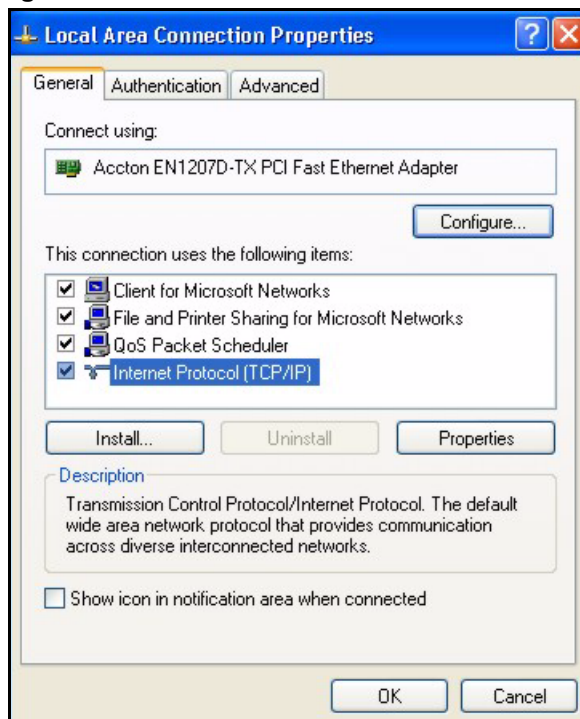 Local Area Connection Properties
General Authentication Advanced
Connect using:
Accton EN1207D-TX PCI Fast Ethernet Adapter
Configure...
This connection uses the following items:
Client for Microsoft Networks
File and Printer Sharing for Microsoft Networks
QoS Packet Scheduler
Internet Protocol (TCP/IP)
Install... Uninstall Properties
Description
Transmission Control Protocol/Internet Protocol. The default
wide area network protocol that provides communication
across diverse interconnected networks.
Show icon in notification area when connected
OK Cancel